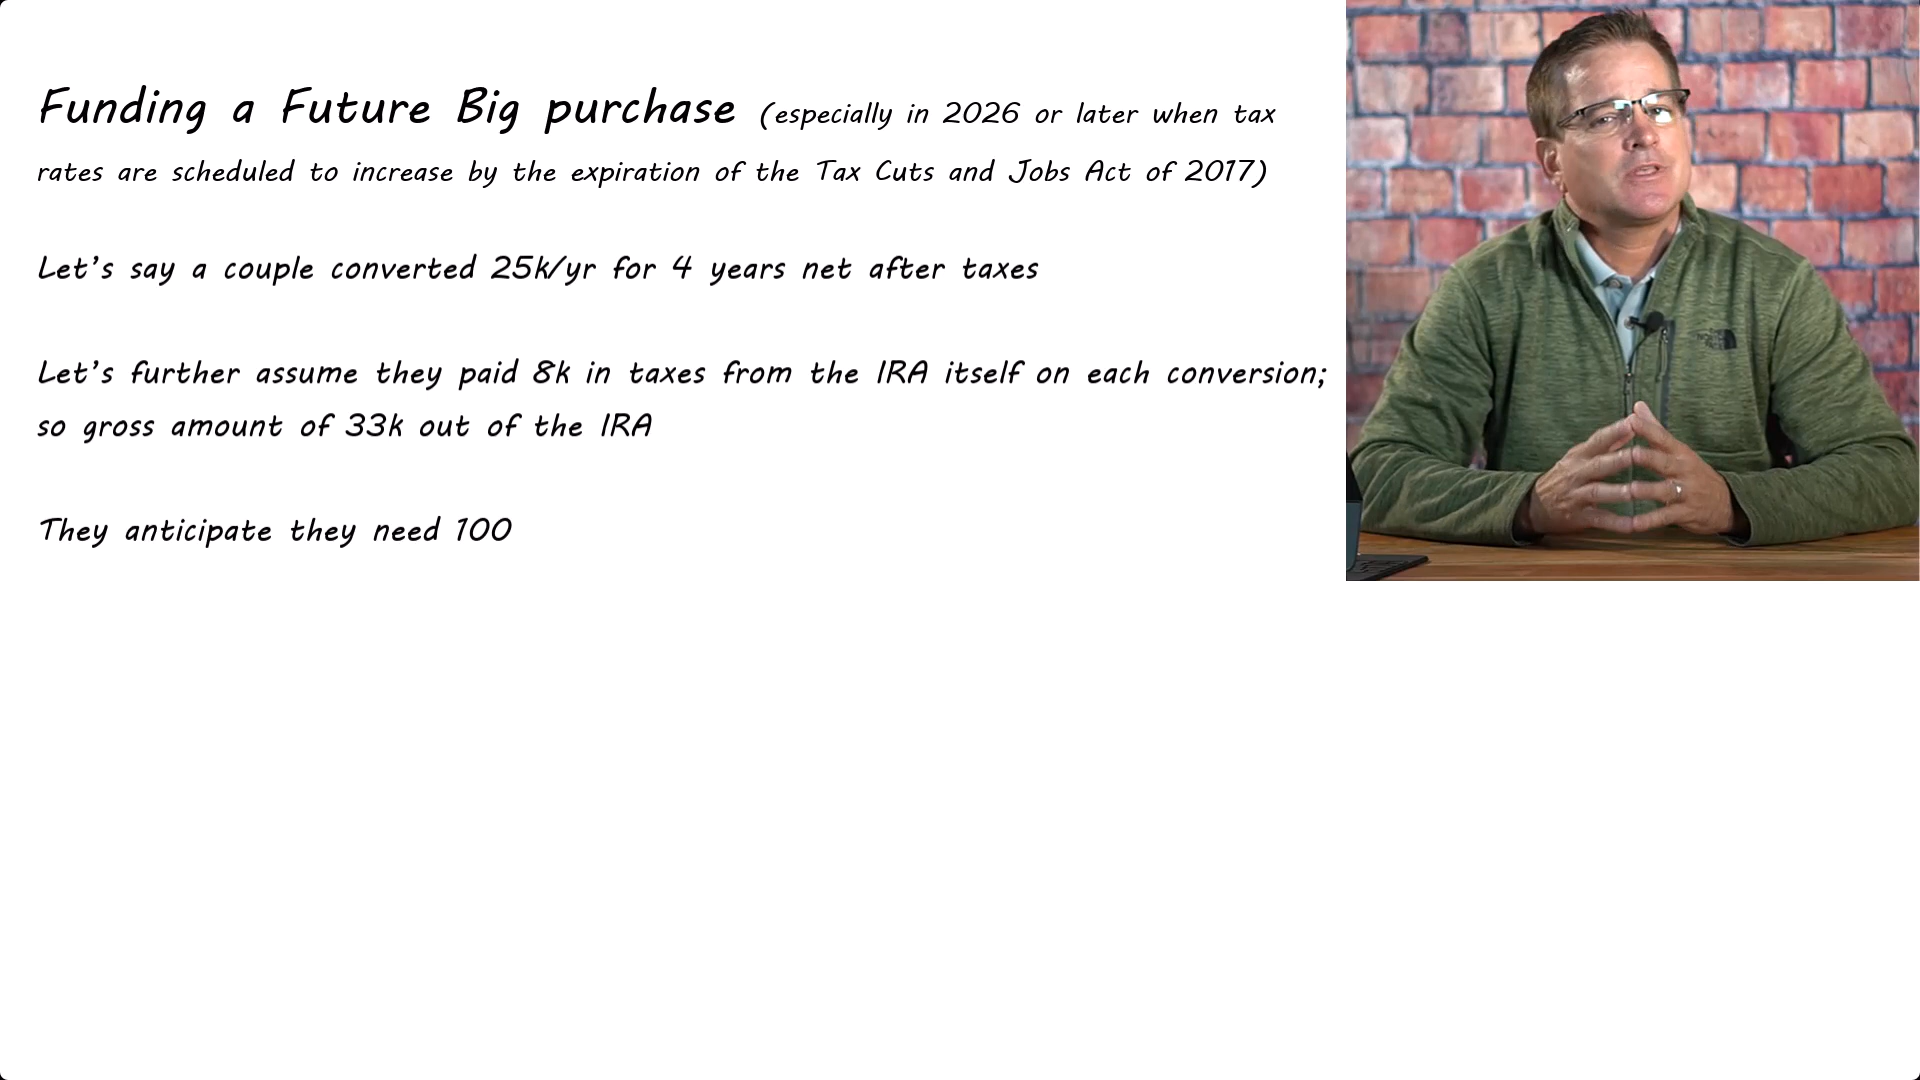 Funding a Future Big purchase (especially in 2026 or later when tax
rates are scheduled to increase by the expiration of the Tax Cuts and Jobs Act of 2017)
Let's say a couple converted 25k/yr for 4 years net after taxes
Let's further assume they paid 8k in taxes from the IRA itself on each conversion;
so gross amount of 33k out of the IRA
They anticipate they need 100